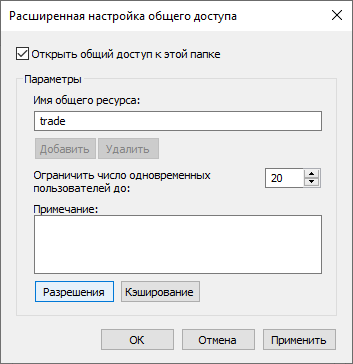 Расширенная настройка общего доступа
Открыть общий доступ к этой папке
Параметры
Имя общего ресурса:
trade
Добавить Удалить
Ограничить число одновременных
пользователей до:
20
Примечание:
Разрешения Кэширование
ОК Отмена Применить